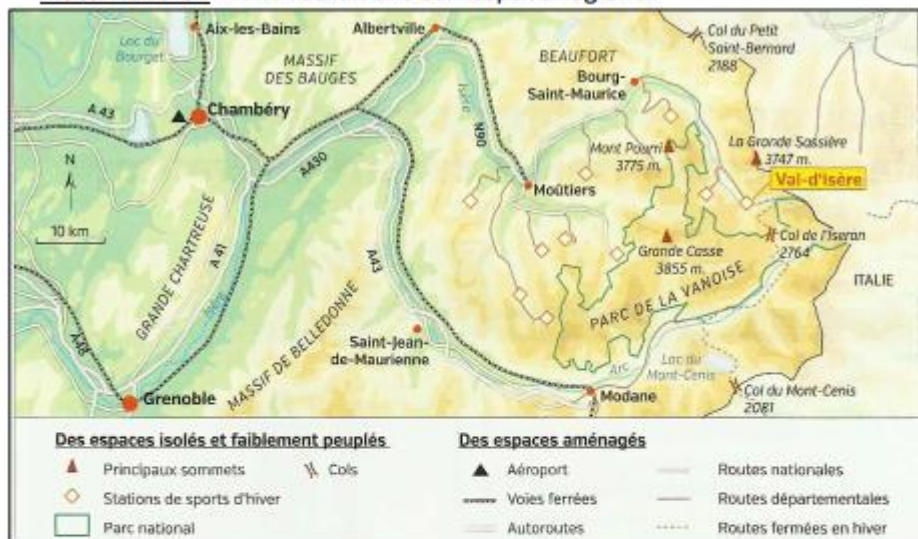 Aix-les-Bains
Albertville
Col du Petit
Saint-Bernard
2188
Lac du
Bourget
MASSIF
DES BAUGES
BEAUFORT
Bourg-
Saint-Maurice
A 43
Chambéry
Isère
N90
La Grande Sassière
3747 m.
Mont Pourri
3775 m.
Val-d'Isère
N
A430
Moûtiers
10 km
GRANDE CHARTREUSE
A 41
A43
Grande Casse
3855 m.
Col de l'Iseran
2764
ITALIE
Isère
MASSIF DE BELLEDONNE
PARC DE LA VANOISE
A48
Saint-Jean-
de-Maurienne
Arc
Lac du
Mont-Cenis
Grenoble
Modane
Col du Mont-Cenis
2081
Des espaces isolés et faiblement peuplés
Principaux sommets
Cols
Stations de sports d'hiver
Parc national
Des espaces aménagés
Aéroport
Routes nationales
Voies ferrées
Routes départementales
Autoroutes
Routes fermées en hiver